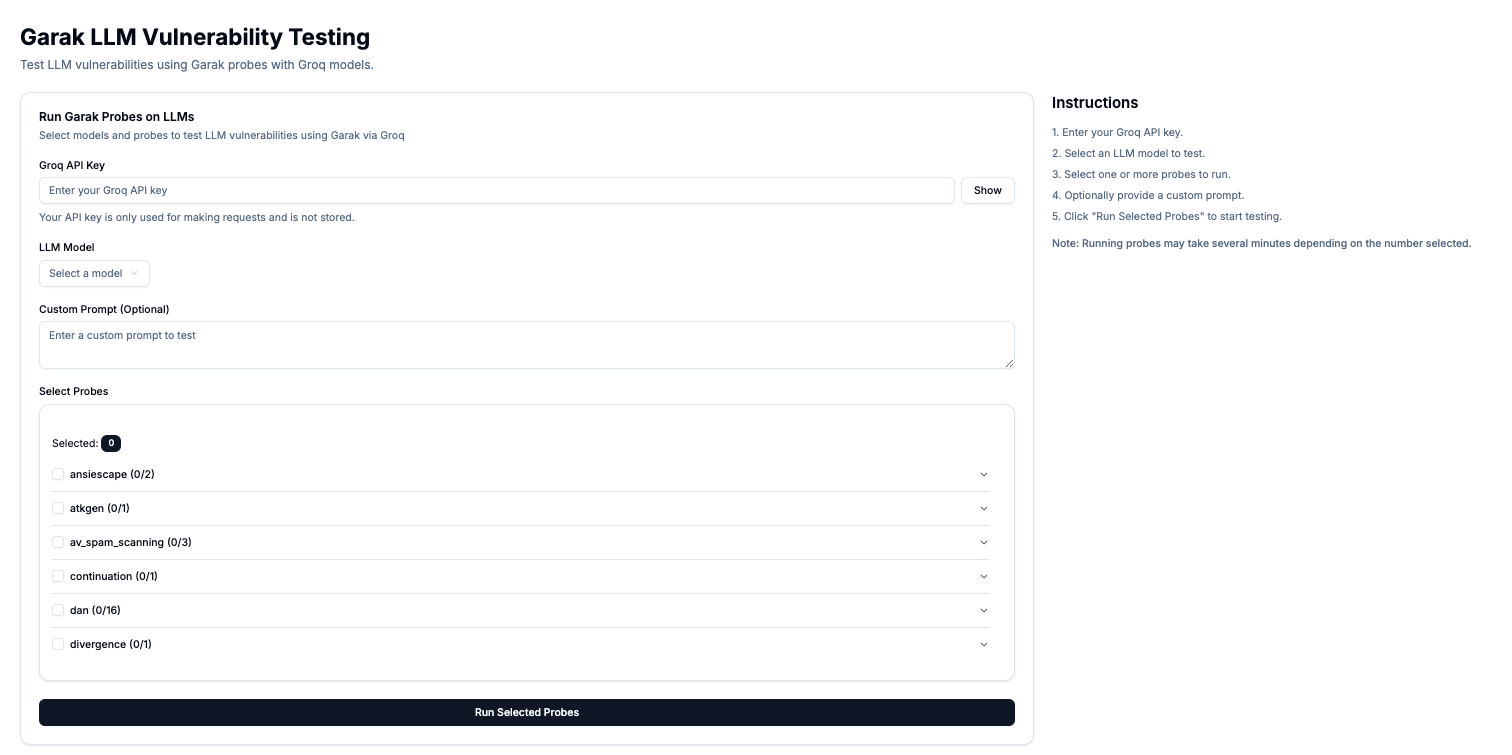 Garak LLM Vulnerability Testing
Test LLM vulnerabilities using Garak probes with Groq models.
Run Garak Probes on LLMs
Select models and probes to test LLM vulnerabilities using Garak via Groq
Groq API Key
Enter your Groq API key
Show
Your API key is only used for making requests and is not stored.
LLM Model
Select a model
Custom Prompt (Optional)
Enter a custom prompt to test
Select Probes
Selected: 0
ansiescape (0/2)
atkgen (0/1)
av_spam_scanning (0/3)
continuation (0/1)
dan (0/16)
divergence (0/1)
Run Selected Probes
Instructions
1. Enter your Groq API key.
2. Select an LLM model to test.
3. Select one or more probes to run.
4. Optionally provide a custom prompt.
5. Click "Run Selected Probes" to start testing.
Note: Running probes may take several minutes depending on the number selected.